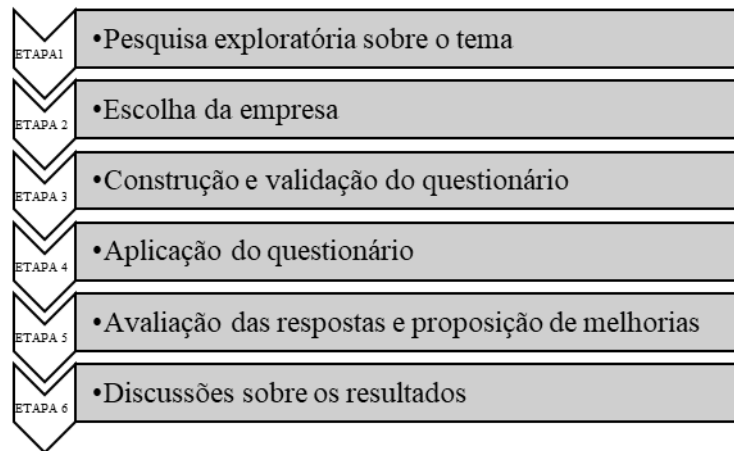 ETAPA1
•Pesquisa exploratória sobre o tema
ETAPA 2
•Escolha da empresa
ETAPA 3
•Construção e validação do questionário
ETAPA 4
•Aplicação do questionário
ETAPA 5
•Avaliação das respostas e proposição de melhorias
ETAPA 6
•Discussões sobre os resultados